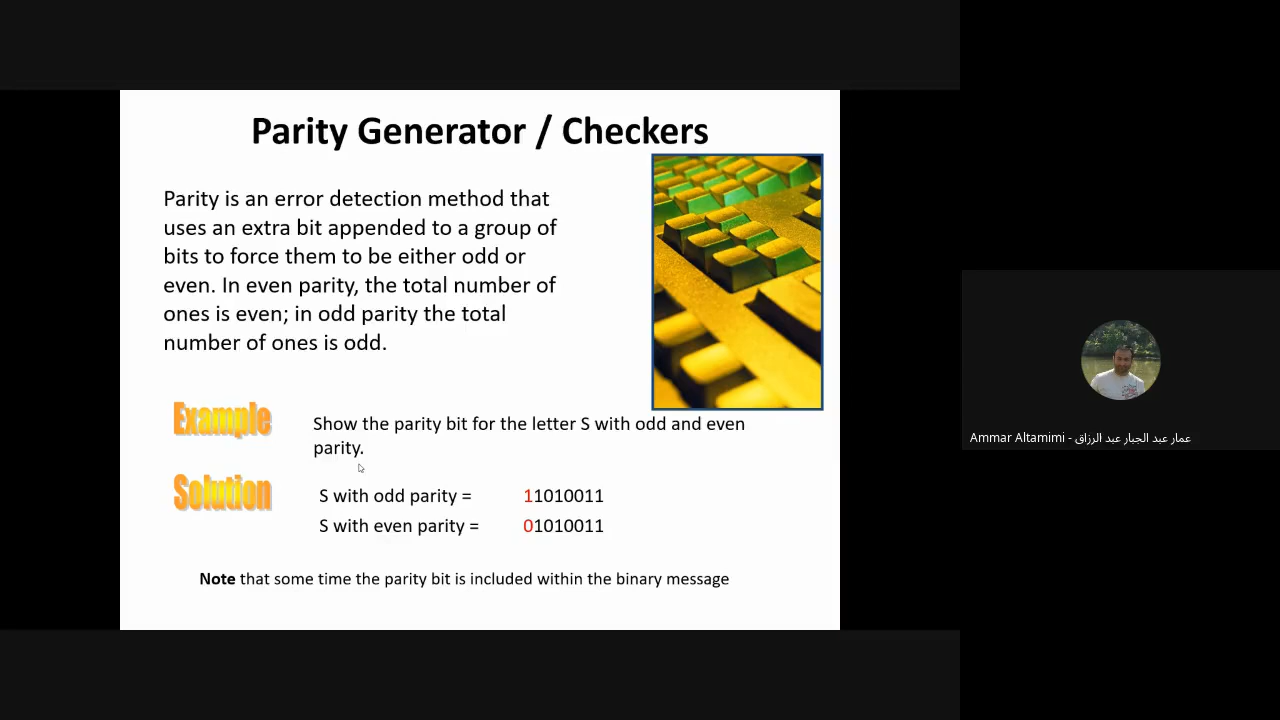 Parity Generator / Checkers
Parity is an error detection method that
uses an extra bit appended to a group of
bits to force them to be either odd or
even. In even parity, the total number of
ones is even; in odd parity the total
number of ones is odd.
Example
Show the parity bit for the letter S with odd and even
parity.
Solution
S with odd parity = 11010011
S with even parity = 01010011
Note that some time the parity bit is included within the binary message
Ammar Altamimi - عمار عبد الجبار عبد الرزاق